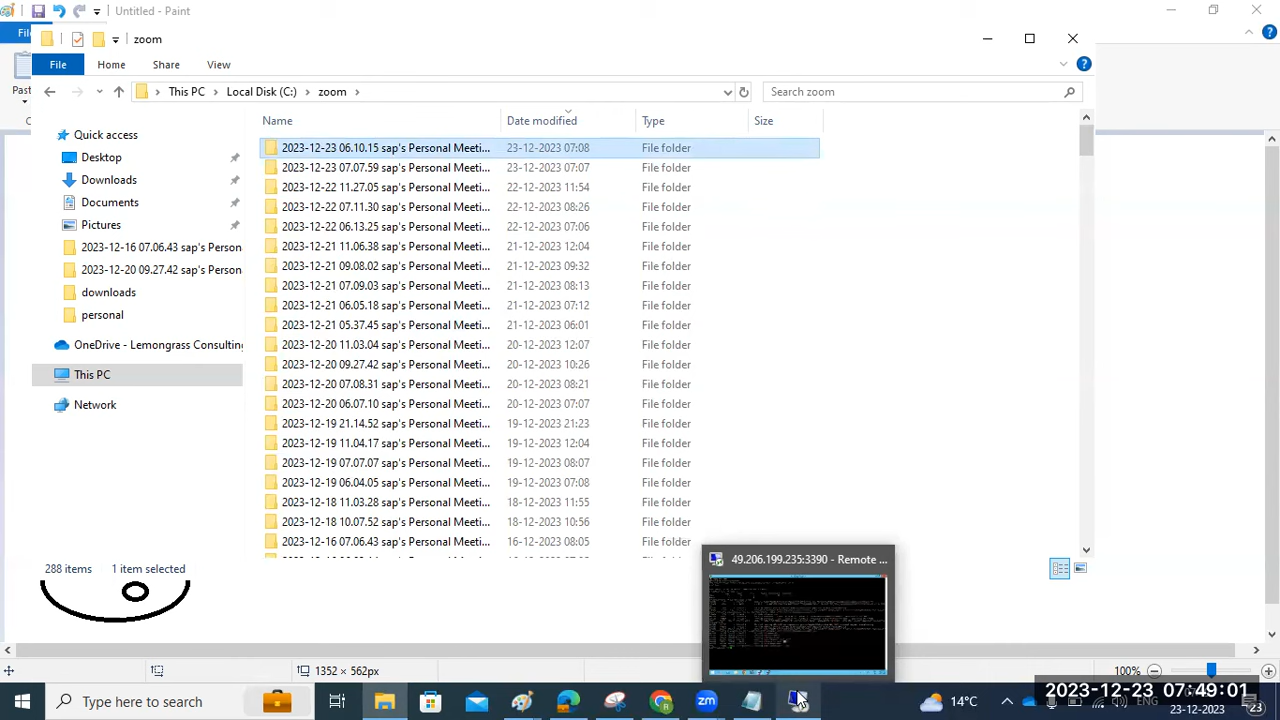 Untitled - Paint
zoom
File
Home
Share
View
This PC
Local Disk (C:)
zoom
Search zoom
Name
Date modified
Type
Size
Quick access
Desktop
Downloads
Documents
Pictures
2023-12-16 07.06.43 sap's Person
2023-12-20 09.27.42 sap's Person
downloads
personal
OneDrive - Lemongrass Consulting
This PC
Network
2023-12-23 06.10.15 sap's Personal Meeti... 23-12-2023 07:08 File folder
2023-12-23 07.07.59 sap's Personal Meeti... 23-12-2023 07:07 File folder
2023-12-22 11.27.05 sap's Personal Meeti... 22-12-2023 11:54 File folder
2023-12-22 07.11.30 sap's Personal Meeti... 22-12-2023 08:26 File folder
2023-12-22 06.12.26 sap's Personal Meeti... 22-12-2023 07:06 File folder
2023-12-21 11.06.38 sap's Personal Meeti... 21-12-2023 12:04 File folder
2023-12-21 09.08.02 sap's Personal Meeti... 21-12-2023 09:32 File folder
2023-12-21 07.09.03 sap's Personal Meeti... 21-12-2023 08:13 File folder
2023-12-21 06.05.18 sap's Personal Meeti... 21-12-2023 07:12 File folder
2023-12-21 05.37.45 sap's Personal Meeti... 21-12-2023 06:01 File folder
2023-12-20 11.03.04 sap's Personal Meeti... 20-12-2023 12:07 File folder
2023-12-20 09.27.42 sap's Personal Meeti... 20-12-2023 10:26 File folder
2023-12-20 07.08.31 sap's Personal Meeti... 20-12-2023 08:21 File folder
2023-12-20 06.07.10 sap's Personal Meeti... 20-12-2023 07:07 File folder
2023-12-19 21.14.52 sap's Personal Meeti... 19-12-2023 21:23 File folder
2023-12-19 11.04.17 sap's Personal Meeti... 19-12-2023 12:04 File folder
2023-12-19 07.07.07 sap's Personal Meeti... 19-12-2023 08:07 File folder
2023-12-19 06.04.05 sap's Personal Meeti... 19-12-2023 07:08 File folder
2023-12-18 11.03.28 sap's Personal Meeti... 18-12-2023 11:55 File folder
2023-12-18 10.07.52 sap's Personal Meeti... 18-12-2023 10:56 File folder
2023-12-16 07.06.43 sap's Personal Meeti... 16-12-2023 08:05 File folder
288 items
1 item sele
49.206.199.235:3390 - Remote ...
100%
Type here to search
14°C
ENG
2023-12-23 07:49:01
23-12-2023